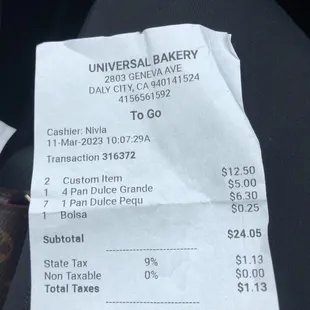 UNIVERSAL BAKERY
2803 GENEVA AVE
DALY CITY, CA 940141524
4156561592
To Go
Cashier: Nivia
11-Mar-2023 10:07:29A
Transaction 316372
2 Custom Item $12.50
1 4 Pan Dulce Grande $5.00
7 1 Pan Dulce Pequ $6.30
1 Bolsa $0.25
Subtotal $24.05
State Tax 9% $1.13
Non Taxable 0% $0.00
Total Taxes $1.13